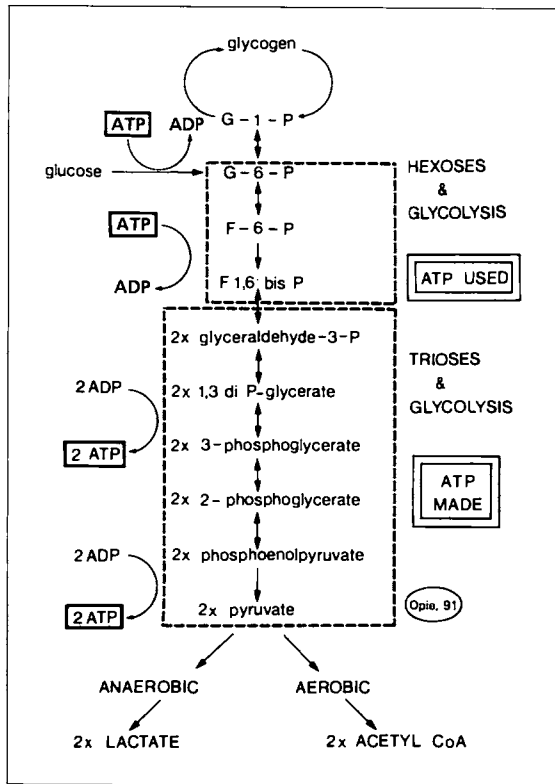 glycogen
ATP
ADP
G-1-P
glucose
G-6-P
HEXOSES
&
GLYCOLYSIS
ATP
F-6-P
ADP
F 1,6 bis P
ATP USED
2x glyceraldehyde-3-P
TRIOSES
&
GLYCOLYSIS
2 ADP
2x 1,3 di P-glycerate
2 ATP
2x 3-phosphoglycerate
ATP
MADE
2x 2-phosphoglycerate
2 ADP
2x phosphoenolpyruvate
2 ATP
2x pyruvate
Opie, 91
ANAEROBIC
AEROBIC
2x LACTATE
2x ACETYL CoA